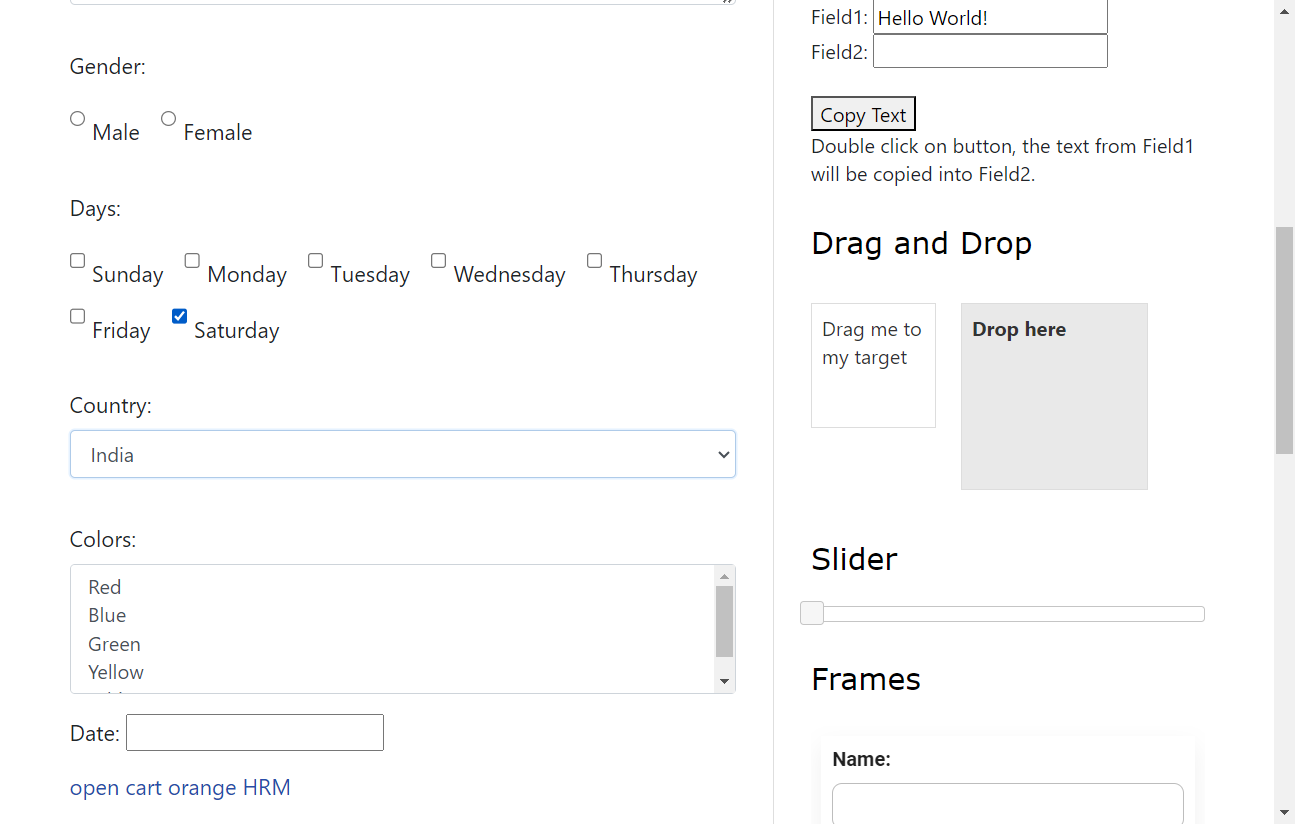 Gender:
Male Female
Days:
Sunday Monday Tuesday Wednesday Thursday
Friday Saturday
Country:
India
Colors:
Red
Blue
Green
Yellow
Date:
open cart orange HRM
Field1: Hello World!
Field2:
Copy Text
Double click on button, the text from Field1
will be copied into Field2.
Drag and Drop
Drag me to
my target
Drop here
Slider
Frames
Name: